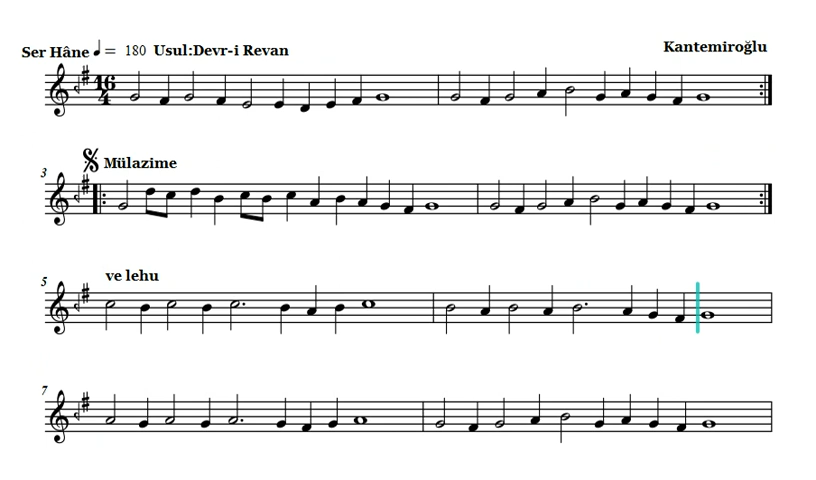 Ser Hâne ♩ = 180 Usul:Devr-i Revan
Kantemiroğlu
16
4
Mülazime
3
ve lehu
5
7